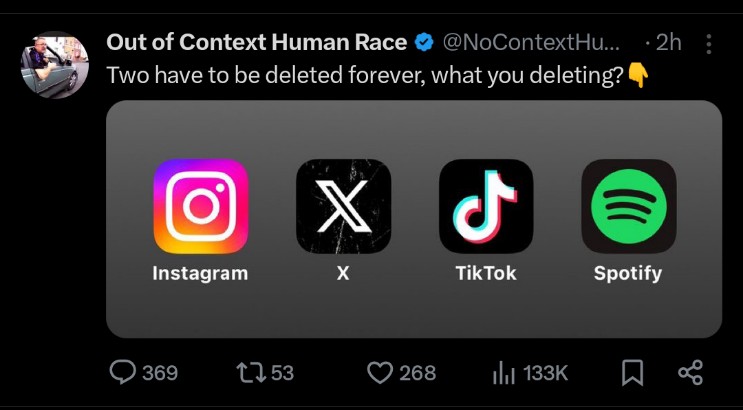 Out of Context Human Race @NoContextHu... · 2h
Two have to be deleted forever, what you deleting?👇
Instagram X TikTok Spotify
369 53 268 133K